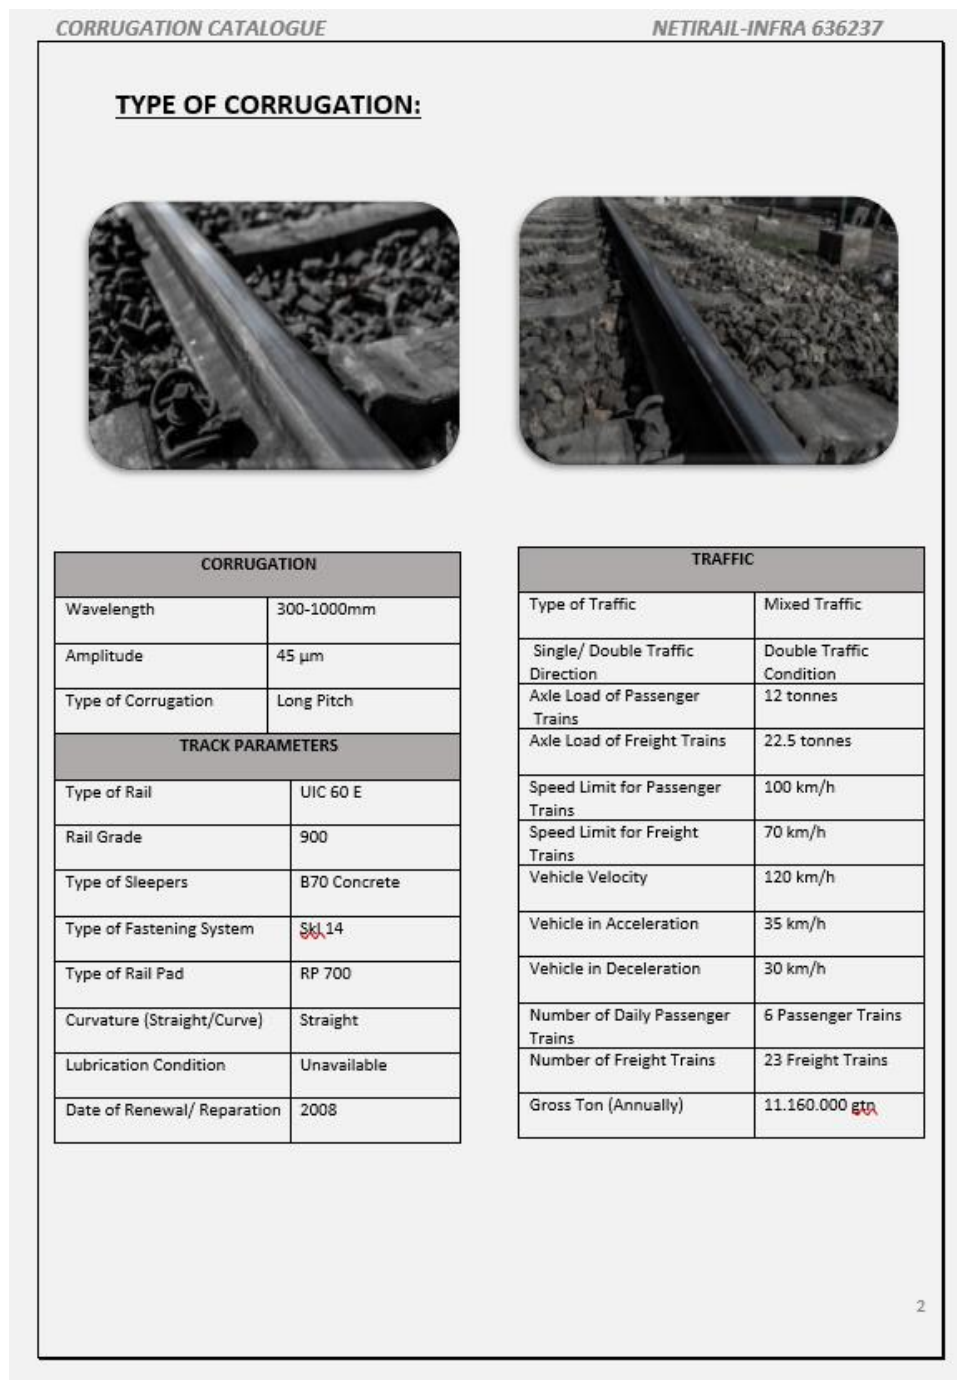 CORRUGATION CATALOGUE NETIRAIL-INFRA 636237
TYPE OF CORRUGATION:
CORRUGATION
Wavelength 300-1000mm
Amplitude 45 µm
Type of Corrugation Long Pitch
TRACK PARAMETERS
Type of Rail UIC 60 E
Rail Grade 900
Type of Sleepers B70 Concrete
Type of Fastening System Skl 14
Type of Rail Pad RP 700
Curvature (Straight/Curve) Straight
Lubrication Condition Unavailable
Date of Renewal/ Reparation 2008
TRAFFIC
Type of Traffic Mixed Traffic
Single/ Double Traffic Double Traffic
Direction Condition
Axle Load of Passenger 12 tonnes
Trains
Axle Load of Freight Trains 22.5 tonnes
Speed Limit for Passenger 100 km/h
Trains
Speed Limit for Freight 70 km/h
Trains
Vehicle Velocity 120 km/h
Vehicle in Acceleration 35 km/h
Vehicle in Deceleration 30 km/h
Number of Daily Passenger 6 Passenger Trains
Trains
Number of Freight Trains 23 Freight Trains
Gross Ton (Annually) 11.160.000 gtn
2